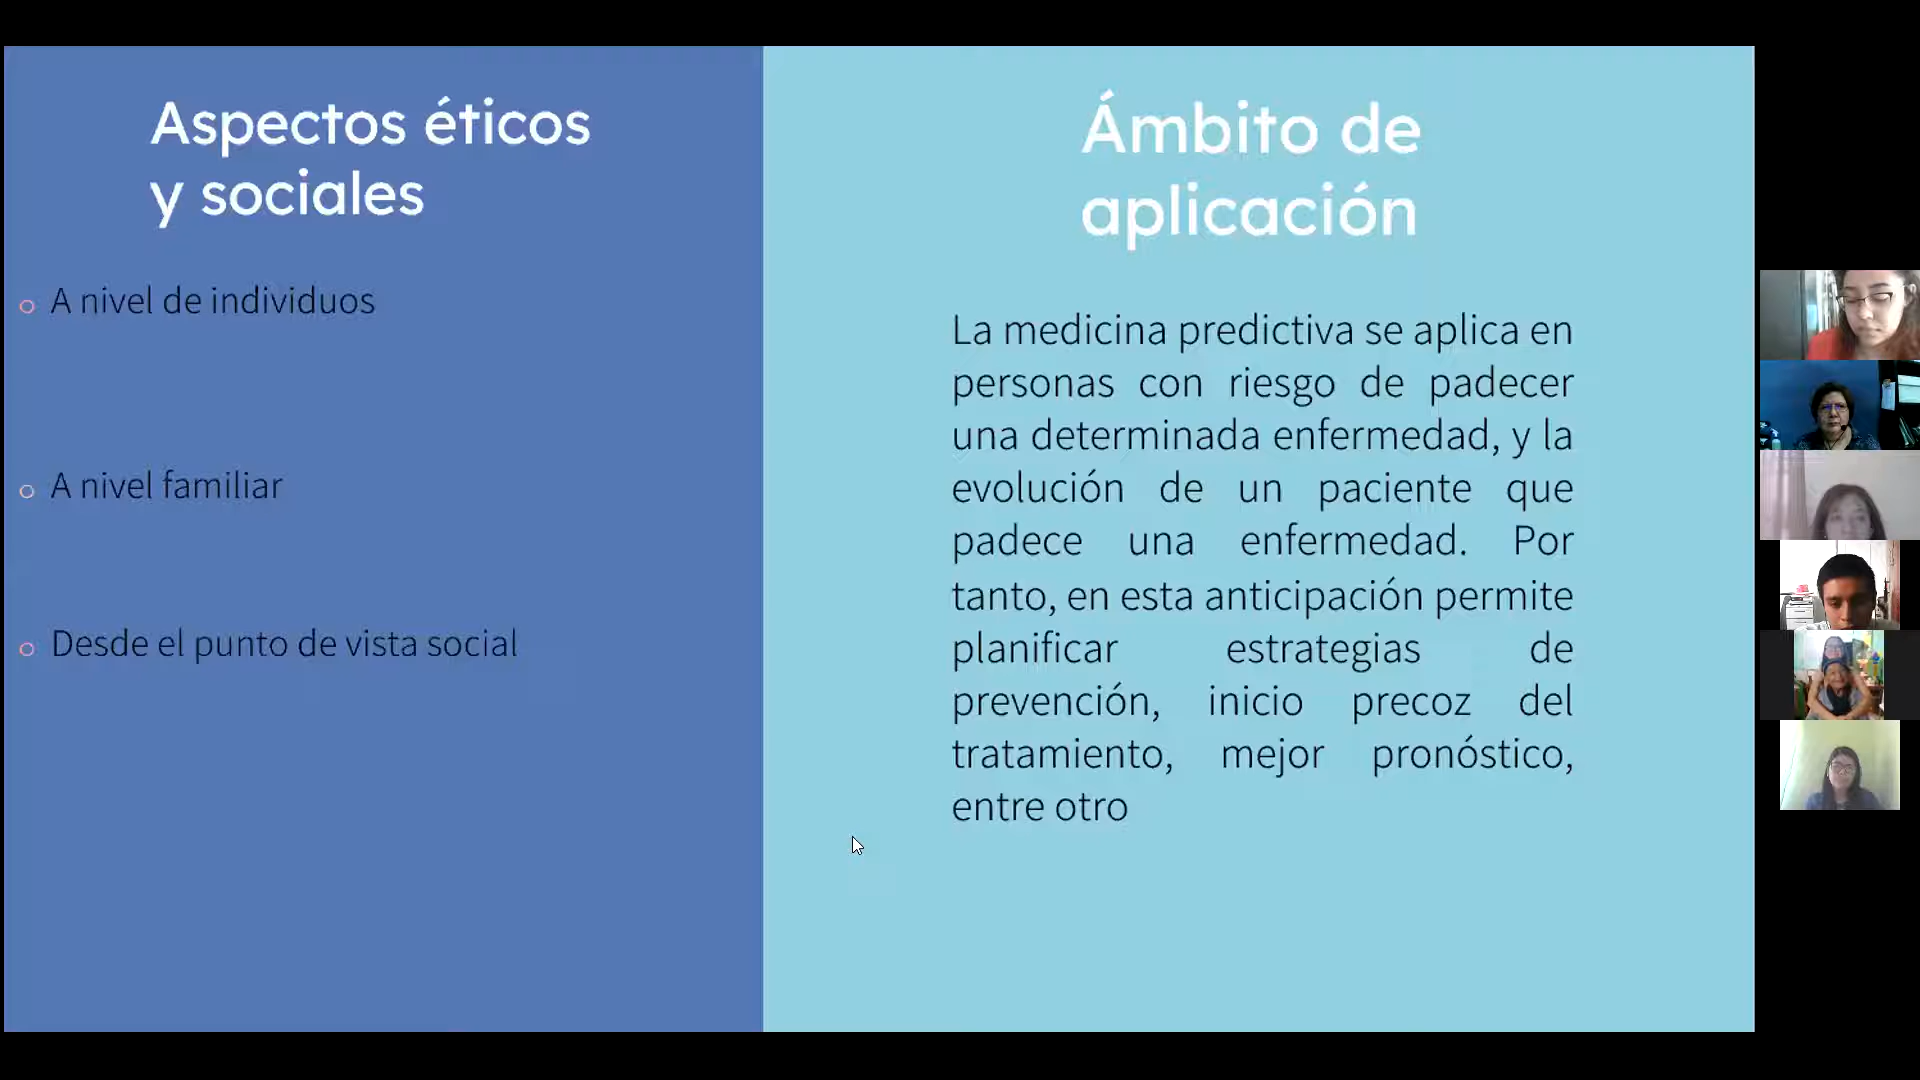 Aspectos éticos
y sociales
A nivel de individuos
A nivel familiar
Desde el punto de vista social
Ámbito de
aplicación
La medicina predictiva se aplica en
personas con riesgo de padecer
una determinada enfermedad, y la
evolución de un paciente que
padece una enfermedad. Por
tanto, en esta anticipación permite
planificar estrategias de
prevención, inicio precoz del
tratamiento, mejor pronóstico,
entre otro